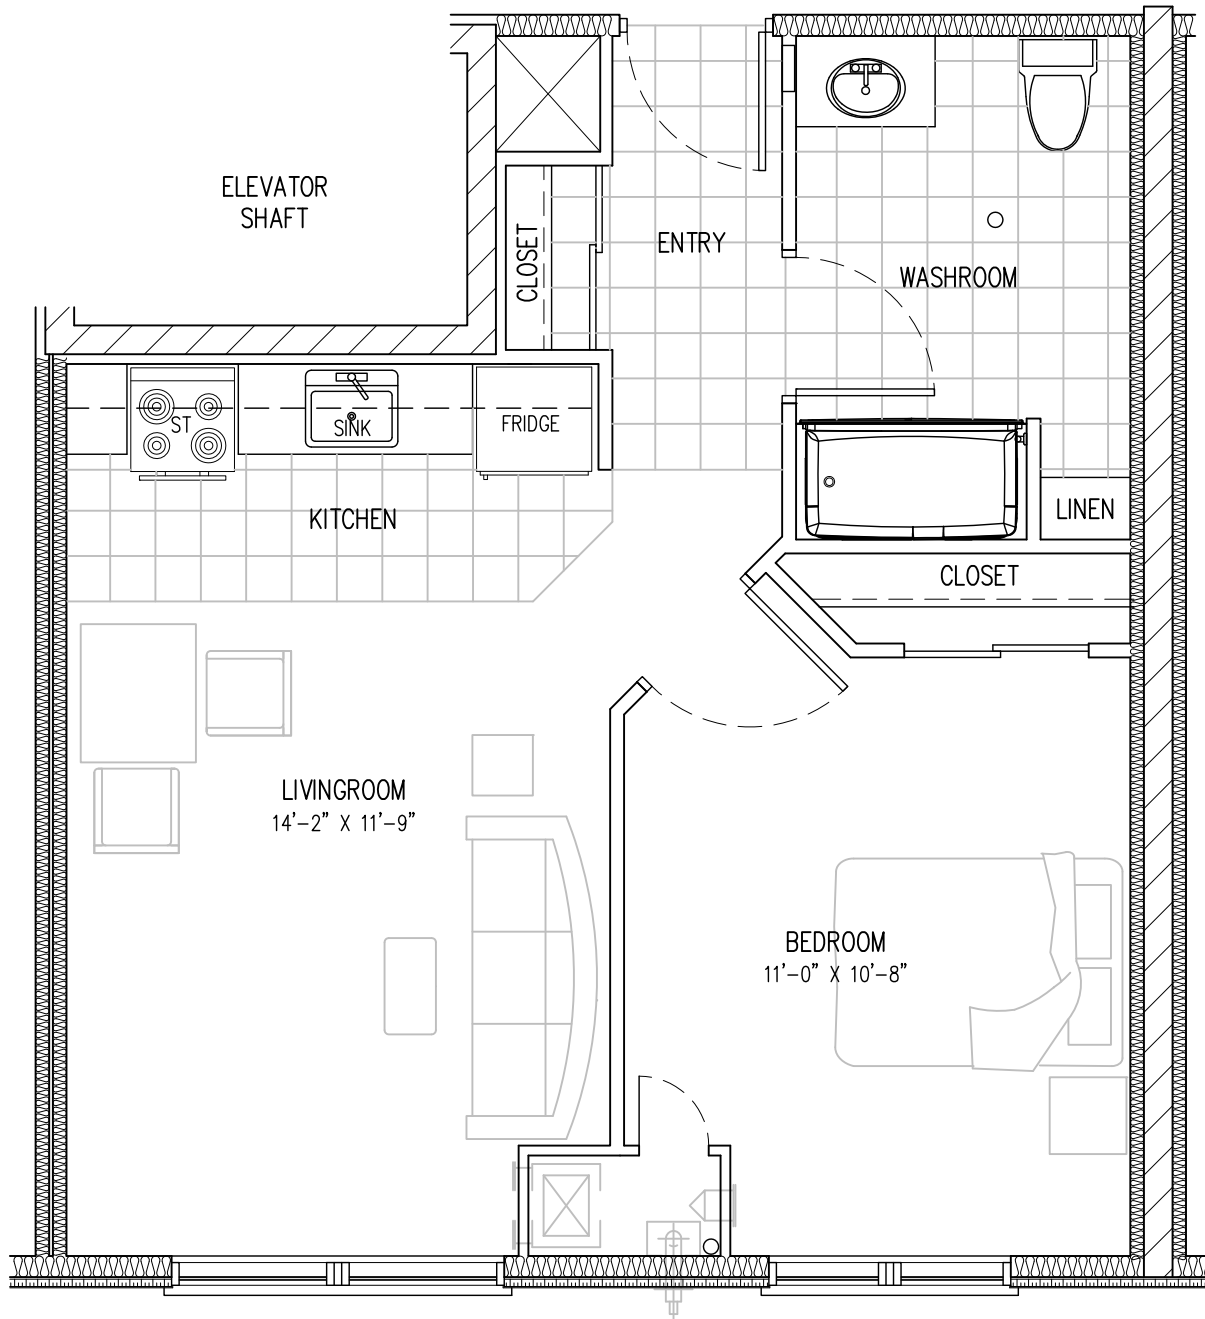 ELEVATOR
SHAFT
CLOSET
ENTRY
WASHROOM
ST
SINK
FRIDGE
KITCHEN
LINEN
CLOSET
LIVINGROOM
14'-2" X 11'-9"
BEDROOM
11'-0" X 10'-8"